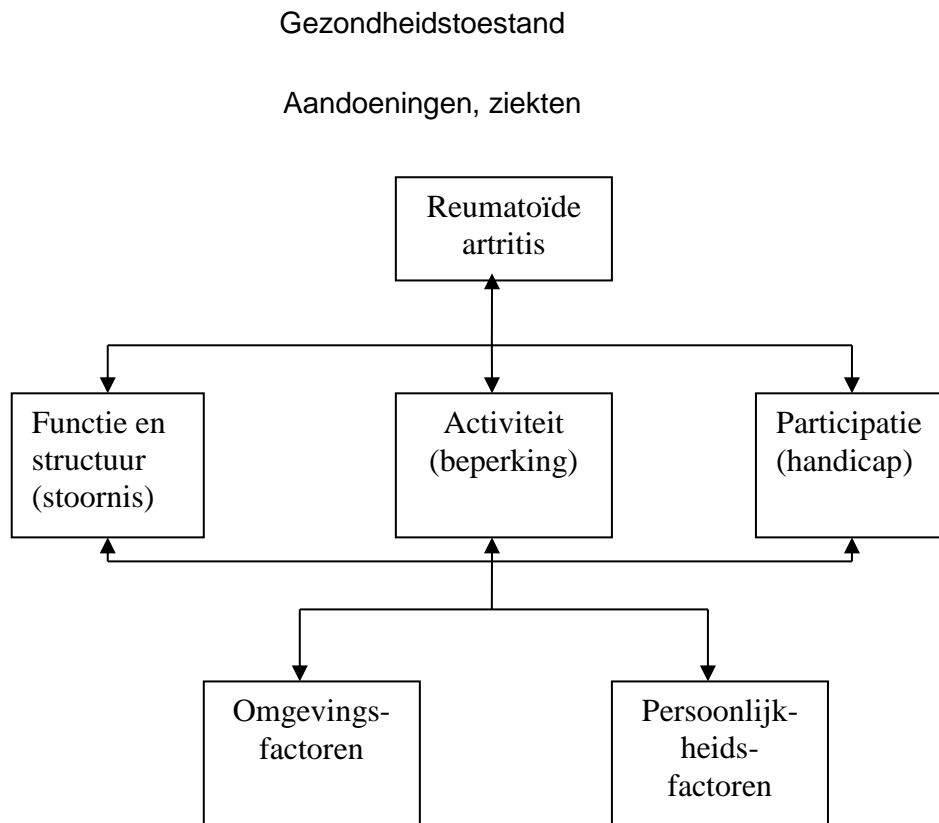 Gezondheidstoestand
Aandoeningen, ziekten
Reumatoïde
artritis
Functie en
structuur
(stoornis)
Activiteit
(beperking)
Participatie
(handicap)
Omgevings-
factoren
Persoonlijk-
heids-
factoren